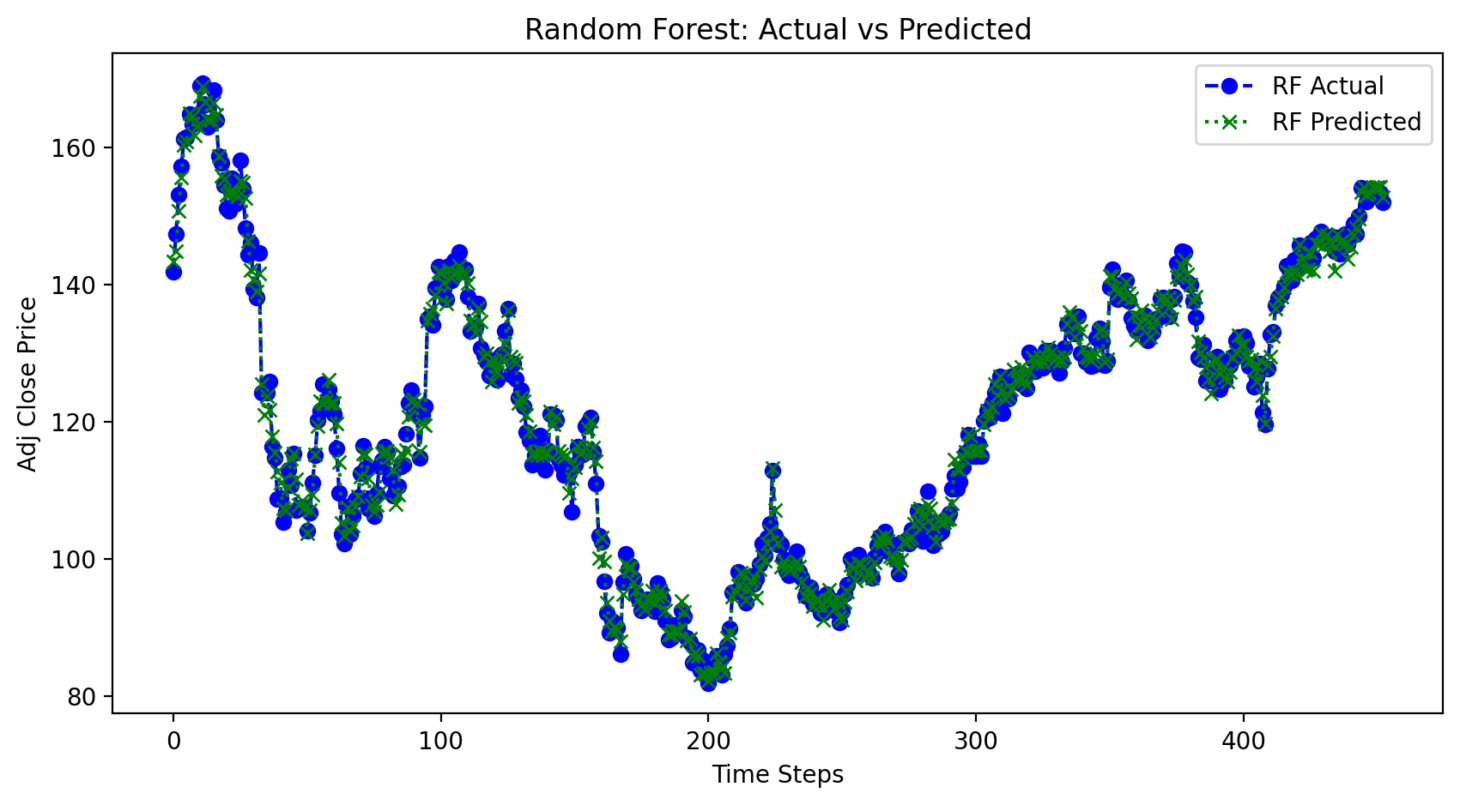 Random Forest: Actual vs Predicted
RF Actual
RF Predicted
Adj Close Price
160
140
120
100
80
0 100 200 300 400
Time Steps